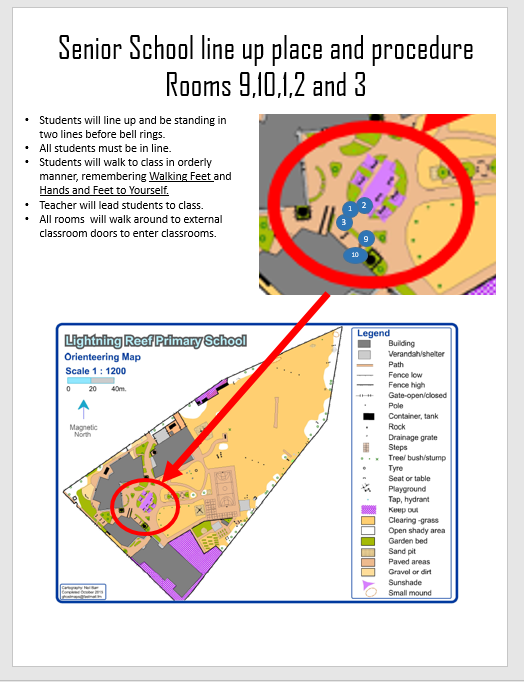 Senior School line up place and procedure
Rooms 9,10,1,2 and 3
• Students will line up and be standing in
two lines before bell rings.
• All students must be in line.
• Students will walk to class in orderly
manner, remembering Walking Feet and
Hands and Feet to Yourself.
• Teacher will lead students to class.
• All rooms will walk around to external
classroom doors to enter classrooms.
1
2
3
9
10
Lightning Reef Primary School
Orienteering Map
Scale 1 : 1200
0 20 40m.
Magnetic
North
Legend
Building
Verandah/shelter
Path
Fence low
Fence high
Gate-open/closed
Pole
Container, tank
Rock
Drainage grate
Steps
Tree/ bush/stump
Tyre
Seat or table
Playground
Tap, hydrant
Keep out
Clearing -grass
Open shady area
Garden bed
Sand pit
Paved areas
Gravel or dirt
Sunshade
Small mound
Completed October 2015